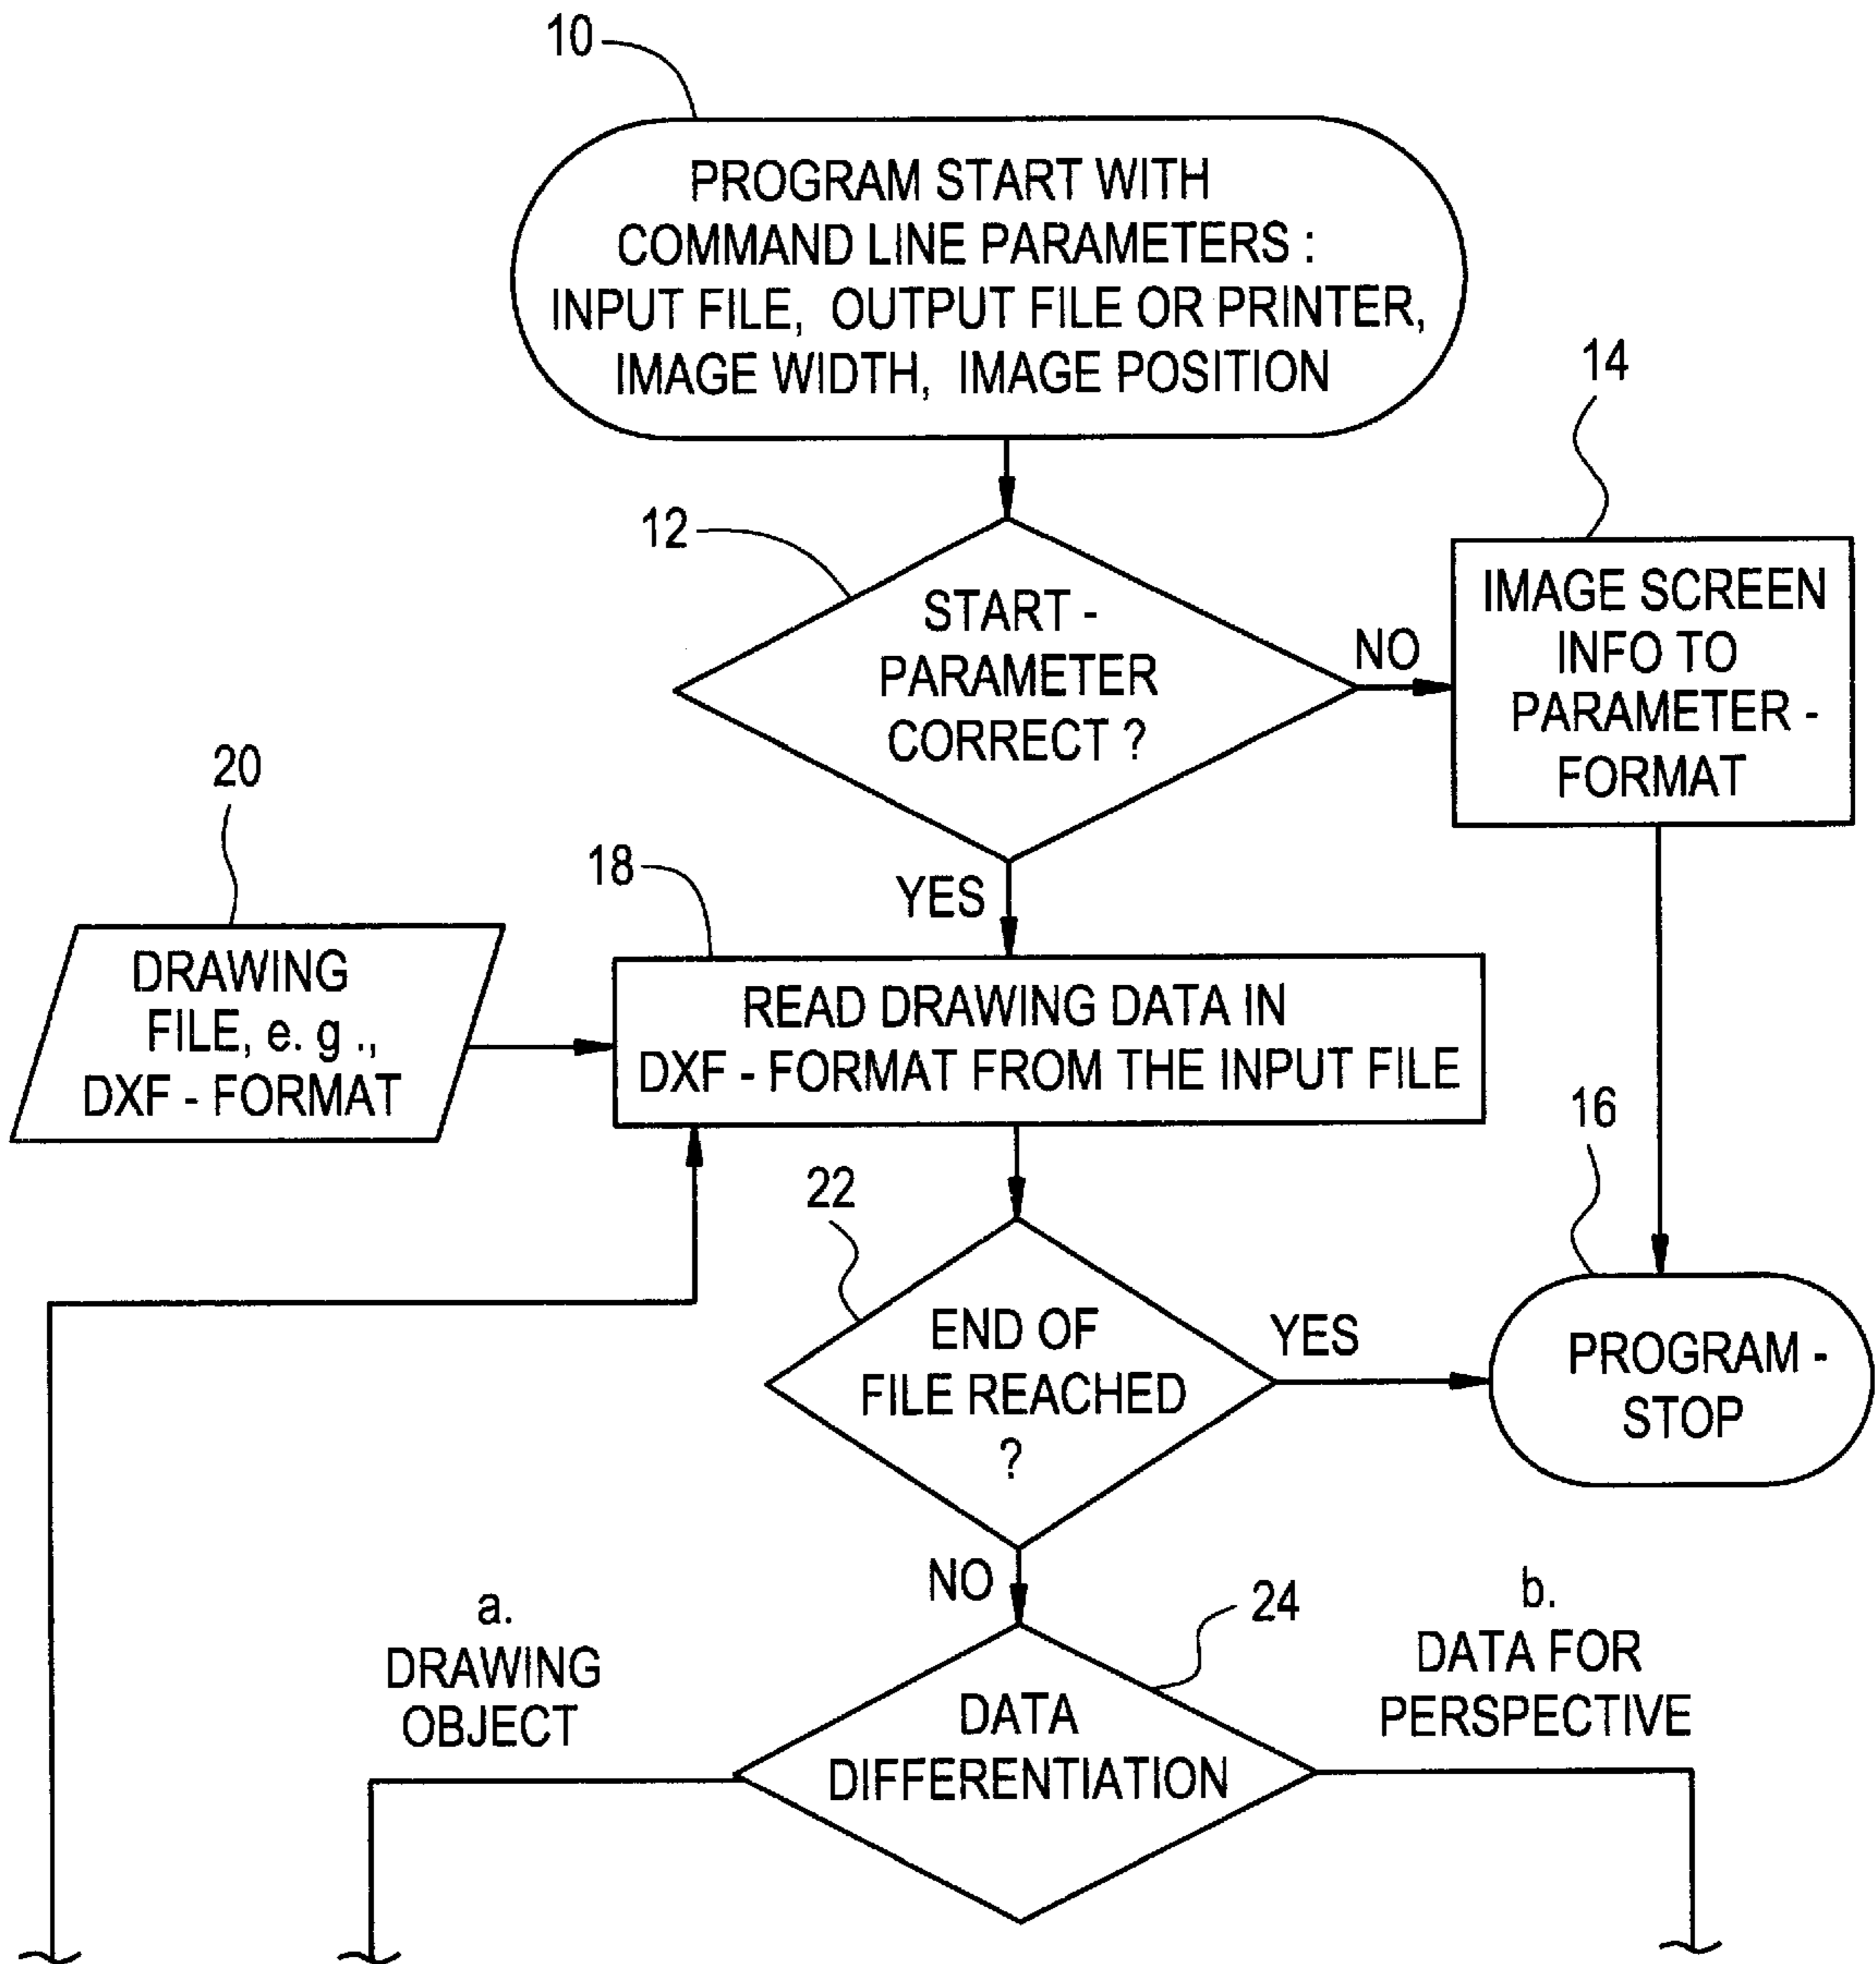 10
PROGRAM START WITH
COMMAND LINE PARAMETERS :
INPUT FILE, OUTPUT FILE OR PRINTER,
IMAGE WIDTH, IMAGE POSITION
12
START -
PARAMETER
CORRECT ?
NO
14
IMAGE SCREEN
INFO TO
PARAMETER -
FORMAT
YES
20
DRAWING
FILE, e. g .,
DXF - FORMAT
18
READ DRAWING DATA IN
DXF - FORMAT FROM THE INPUT FILE
22
END OF
FILE REACHED
?
YES
16
PROGRAM -
STOP
NO
a.
DRAWING
OBJECT
24
DATA
DIFFERENTIATION
b.
DATA FOR
PERSPECTIVE